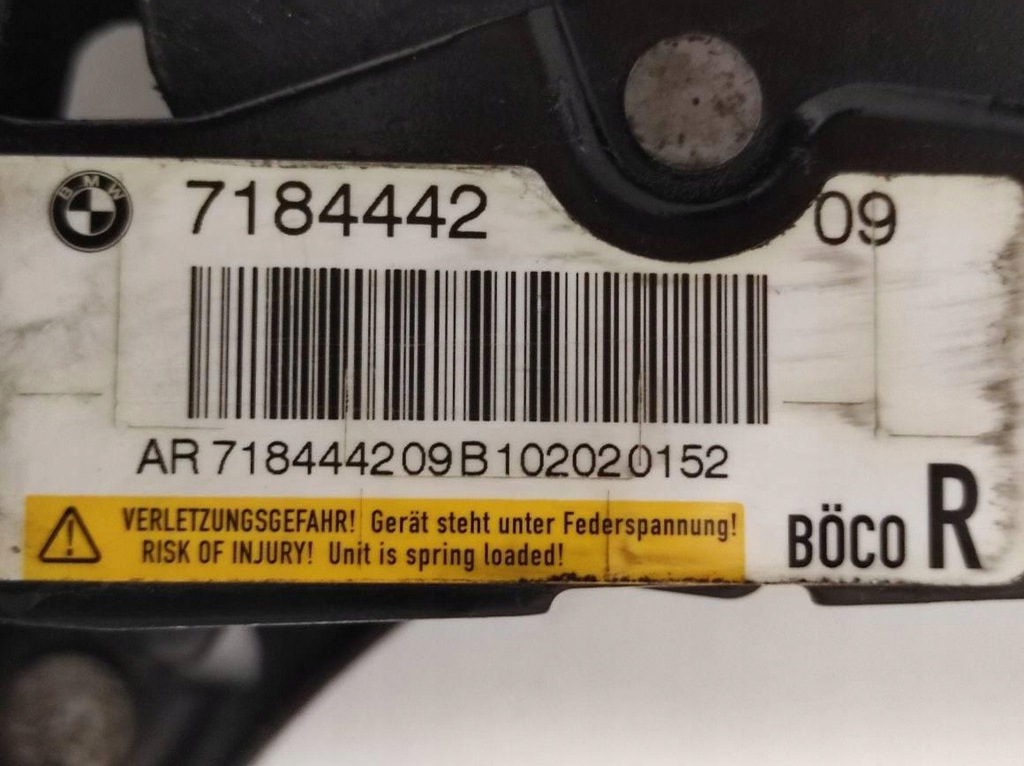 BMW
7184442 09
AR 718444209B102020152
VERLETZUNGSGEFAHR! Gerät steht unter Federspannung!
RISK OF INJURY! Unit is spring loaded!
BÖCO R